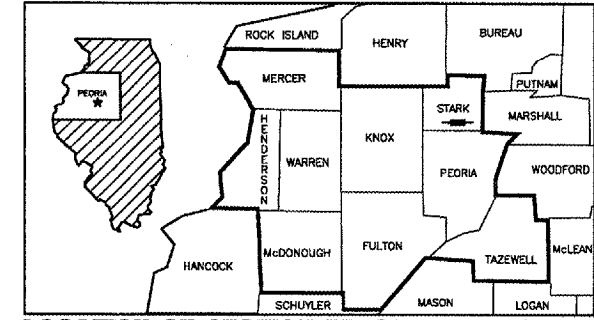 ROCK ISLAND
HENRY
BUREAU
MERCER
PUTNAM
PEORIA
STARK
MARSHALL
HENDERSON
WARREN
KNOX
PEORIA
WOODFORD
HANCOCK
McDONOUGH
FULTON
TAZEWELL
McLEAN
SCHUYLER
MASON
LOGAN